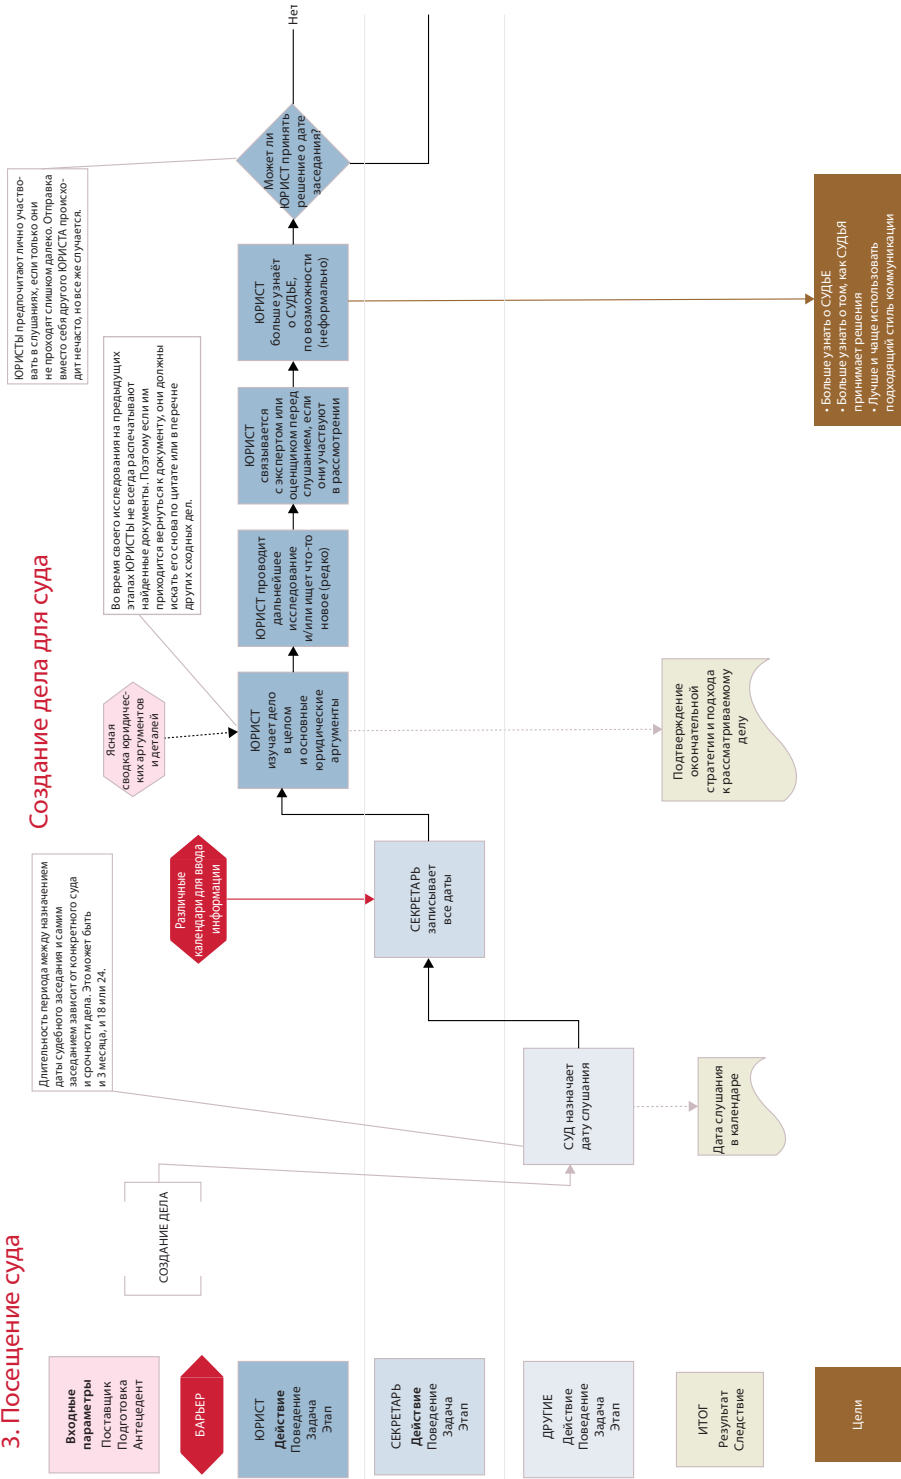 3. Посещение суда
Создание дела для суда
Входные
параметры
Поставщик
Подготовка
Антецедент
БАРЬЕР
ЮРИСТ
Действие
Поведение
Задача
Этап
СЕКРЕТАРЬ
Действие
Поведение
Задача
Этап
ДРУГИЕ
Действие
Поведение
Задача
Этап
ИТОГ
Результат
Следствие
Цели
СОЗДАНИЕ ДЕЛА
Длительность периода между назначением
даты судебного заседания и самим
заседанием зависит от конкретного суда
и срочности дела. Это может быть
и 3 месяца, и 18 или 24.
СУД назначает
дату слушания
Дата слушания
в календаре
Различные
календари для ввода
информации
СЕКРЕТАРЬ
записывает
все даты
Ясная
сводка юридичес-
ких аргументов
и деталей
ЮРИСТ
изучает дело
в целом
и основные
юридические
аргументы
Подтверждение
окончательной
стратегии и подхода
к рассматриваемому
делу
Во время своего исследования на предыдущих
этапах ЮРИСТЫ не всегда распечатывают
найденные документы. Поэтому если им
приходится вернуться к документу, они должны
искать его снова по цитате или в перечне
других сходных дел.
ЮРИСТ проводит
дальнейшее
исследование
и/или ищет что-то
новое (редко)
ЮРИСТ
связывается
с экспертом или
оценщиком перед
слушанием, если
они участвуют
в рассмотрении
ЮРИСТ
больше узнаёт
о СУДЬЕ,
по возможности
(неформально)
• Больше узнать о СУДЬЕ
• Больше узнать о том, как СУДЬЯ
принимает решения
• Лучше и чаще использовать
подходящий стиль коммуникации
ЮРИСТЫ предпочитают лично участво-
вать в слушаниях, если только они
не проходят слишком далеко. Отправка
вместо себя другого ЮРИСТА происхо-
дит нечасто, но все же случается.
Может ли
ЮРИСТ принять
решение о дате
заседания?
Нет